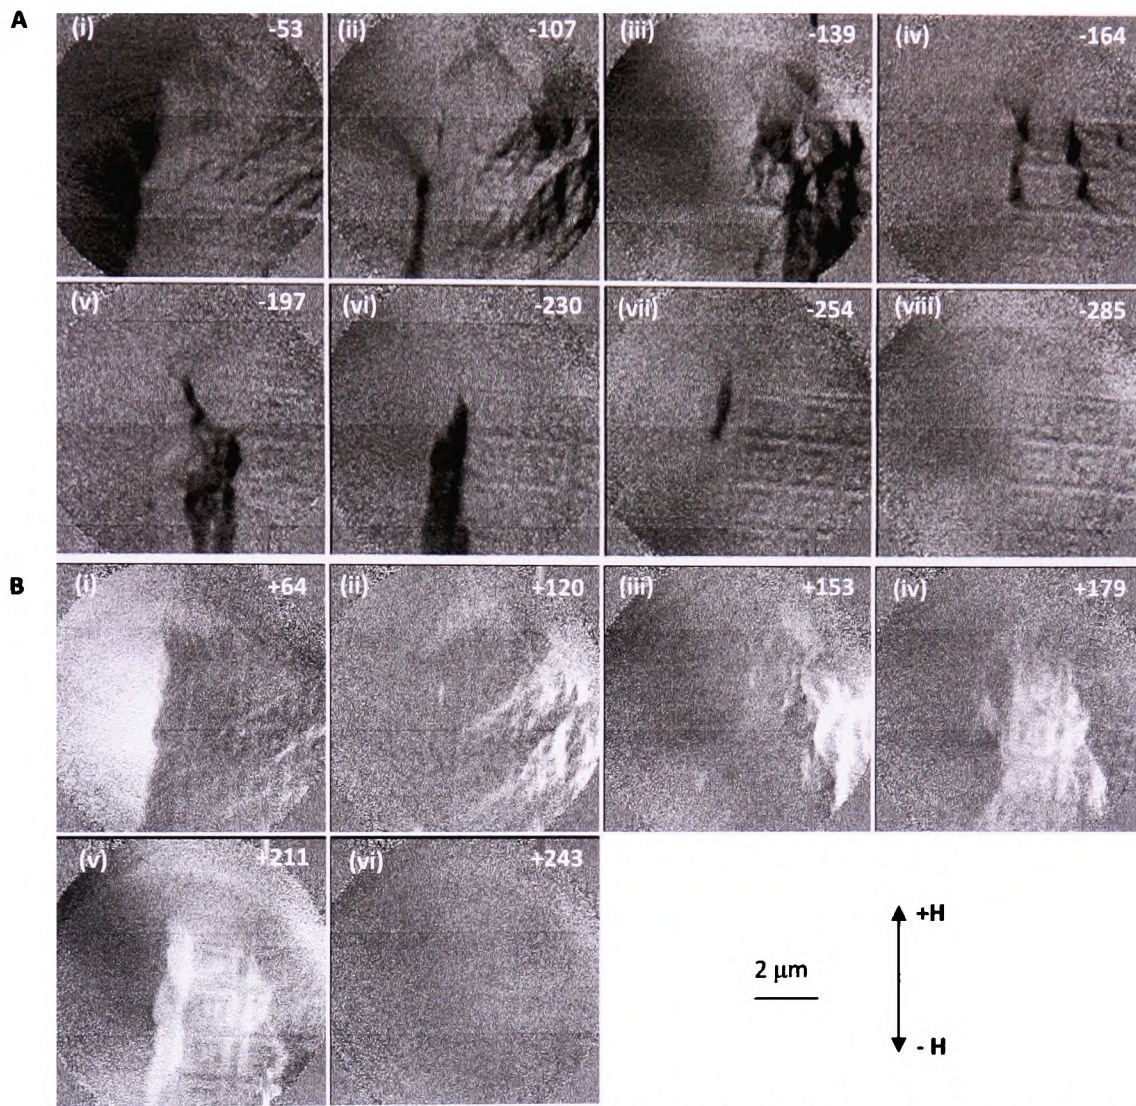 A
(i) -53
(ii) -107
(iii) -139
(iv) -164
(v) -197
(vi) -230
(vii) -254
(viii) -285
B
(i) +64
(ii) +120
(iii) +153
(iv) +179
(v) +211
(vi) +243
+H
2 μm
- H